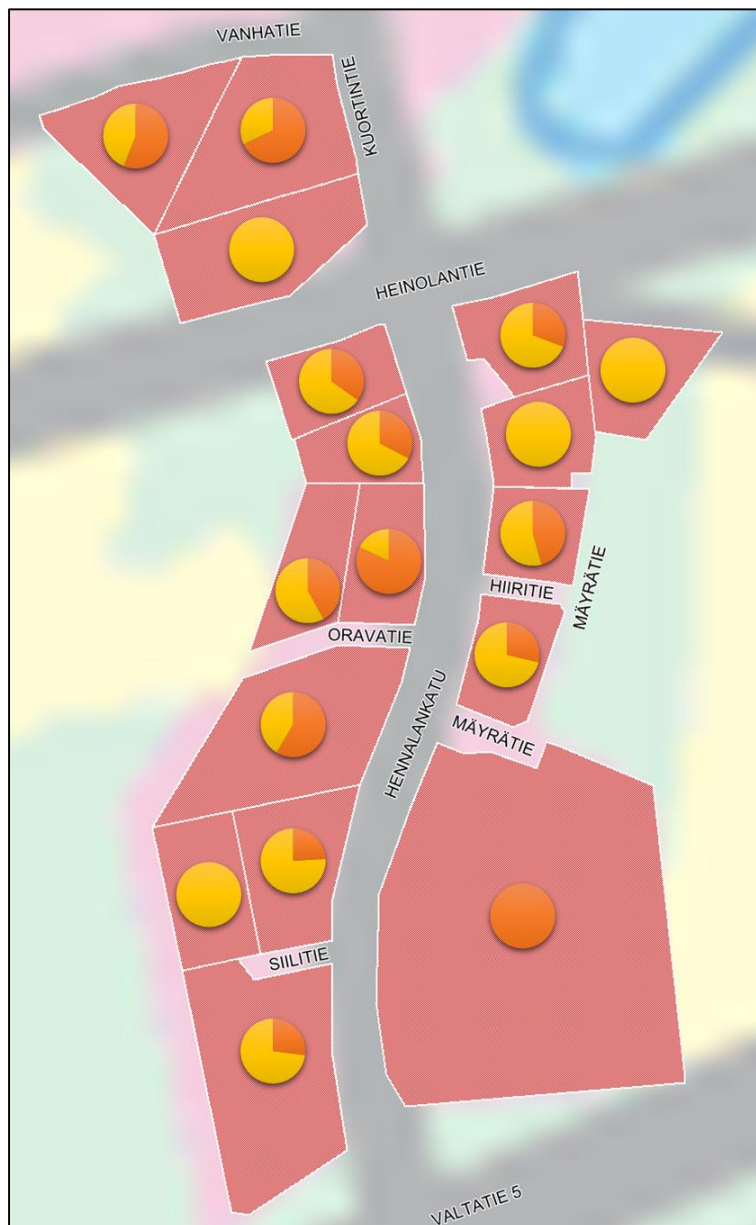 VANHATIE
KUORTINTIE
HEINOLANTIE
HIIRITIE
MÄYRÄTIE
ORAVATIE
HENNALANKATU
MÄYRÄTIE
SIILITIE
VALTATIE 5